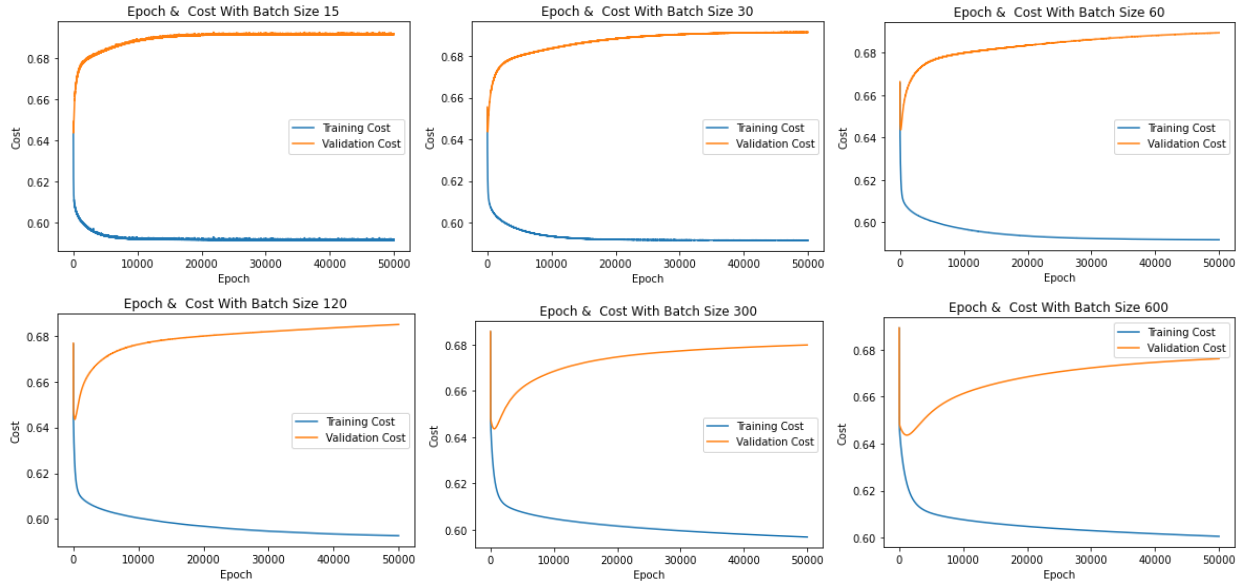 Epoch &  Cost With Batch Size 15
0.68
0.66
0.64
0.62
0.60
Cost
Training Cost
Validation Cost
0 10000 20000 30000 40000 50000
Epoch
Epoch &  Cost With Batch Size 30
0.68
0.66
0.64
0.62
0.60
Cost
Training Cost
Validation Cost
0 10000 20000 30000 40000 50000
Epoch
Epoch &  Cost With Batch Size 60
0.68
0.66
0.64
0.62
0.60
Cost
Training Cost
Validation Cost
0 10000 20000 30000 40000 50000
Epoch
Epoch &  Cost With Batch Size 120
0.68
0.66
0.64
0.62
0.60
Cost
Training Cost
Validation Cost
0 10000 20000 30000 40000 50000
Epoch
Epoch &  Cost With Batch Size 300
0.68
0.66
0.64
0.62
0.60
Cost
Training Cost
Validation Cost
0 10000 20000 30000 40000 50000
Epoch
Epoch &  Cost With Batch Size 600
0.68
0.66
0.64
0.62
0.60
Cost
Training Cost
Validation Cost
0 10000 20000 30000 40000 50000
Epoch